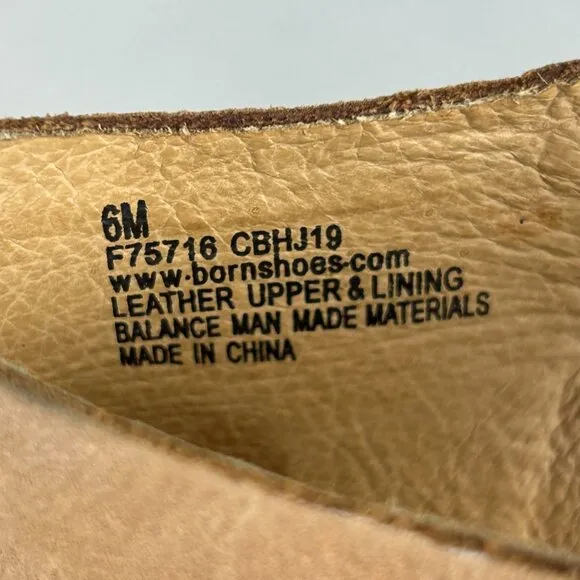 6M
F75716 CBHJ19
www.bornshoes.com
LEATHER UPPER & LINING
BALANCE MAN MADE MATERIALS
MADE IN CHINA